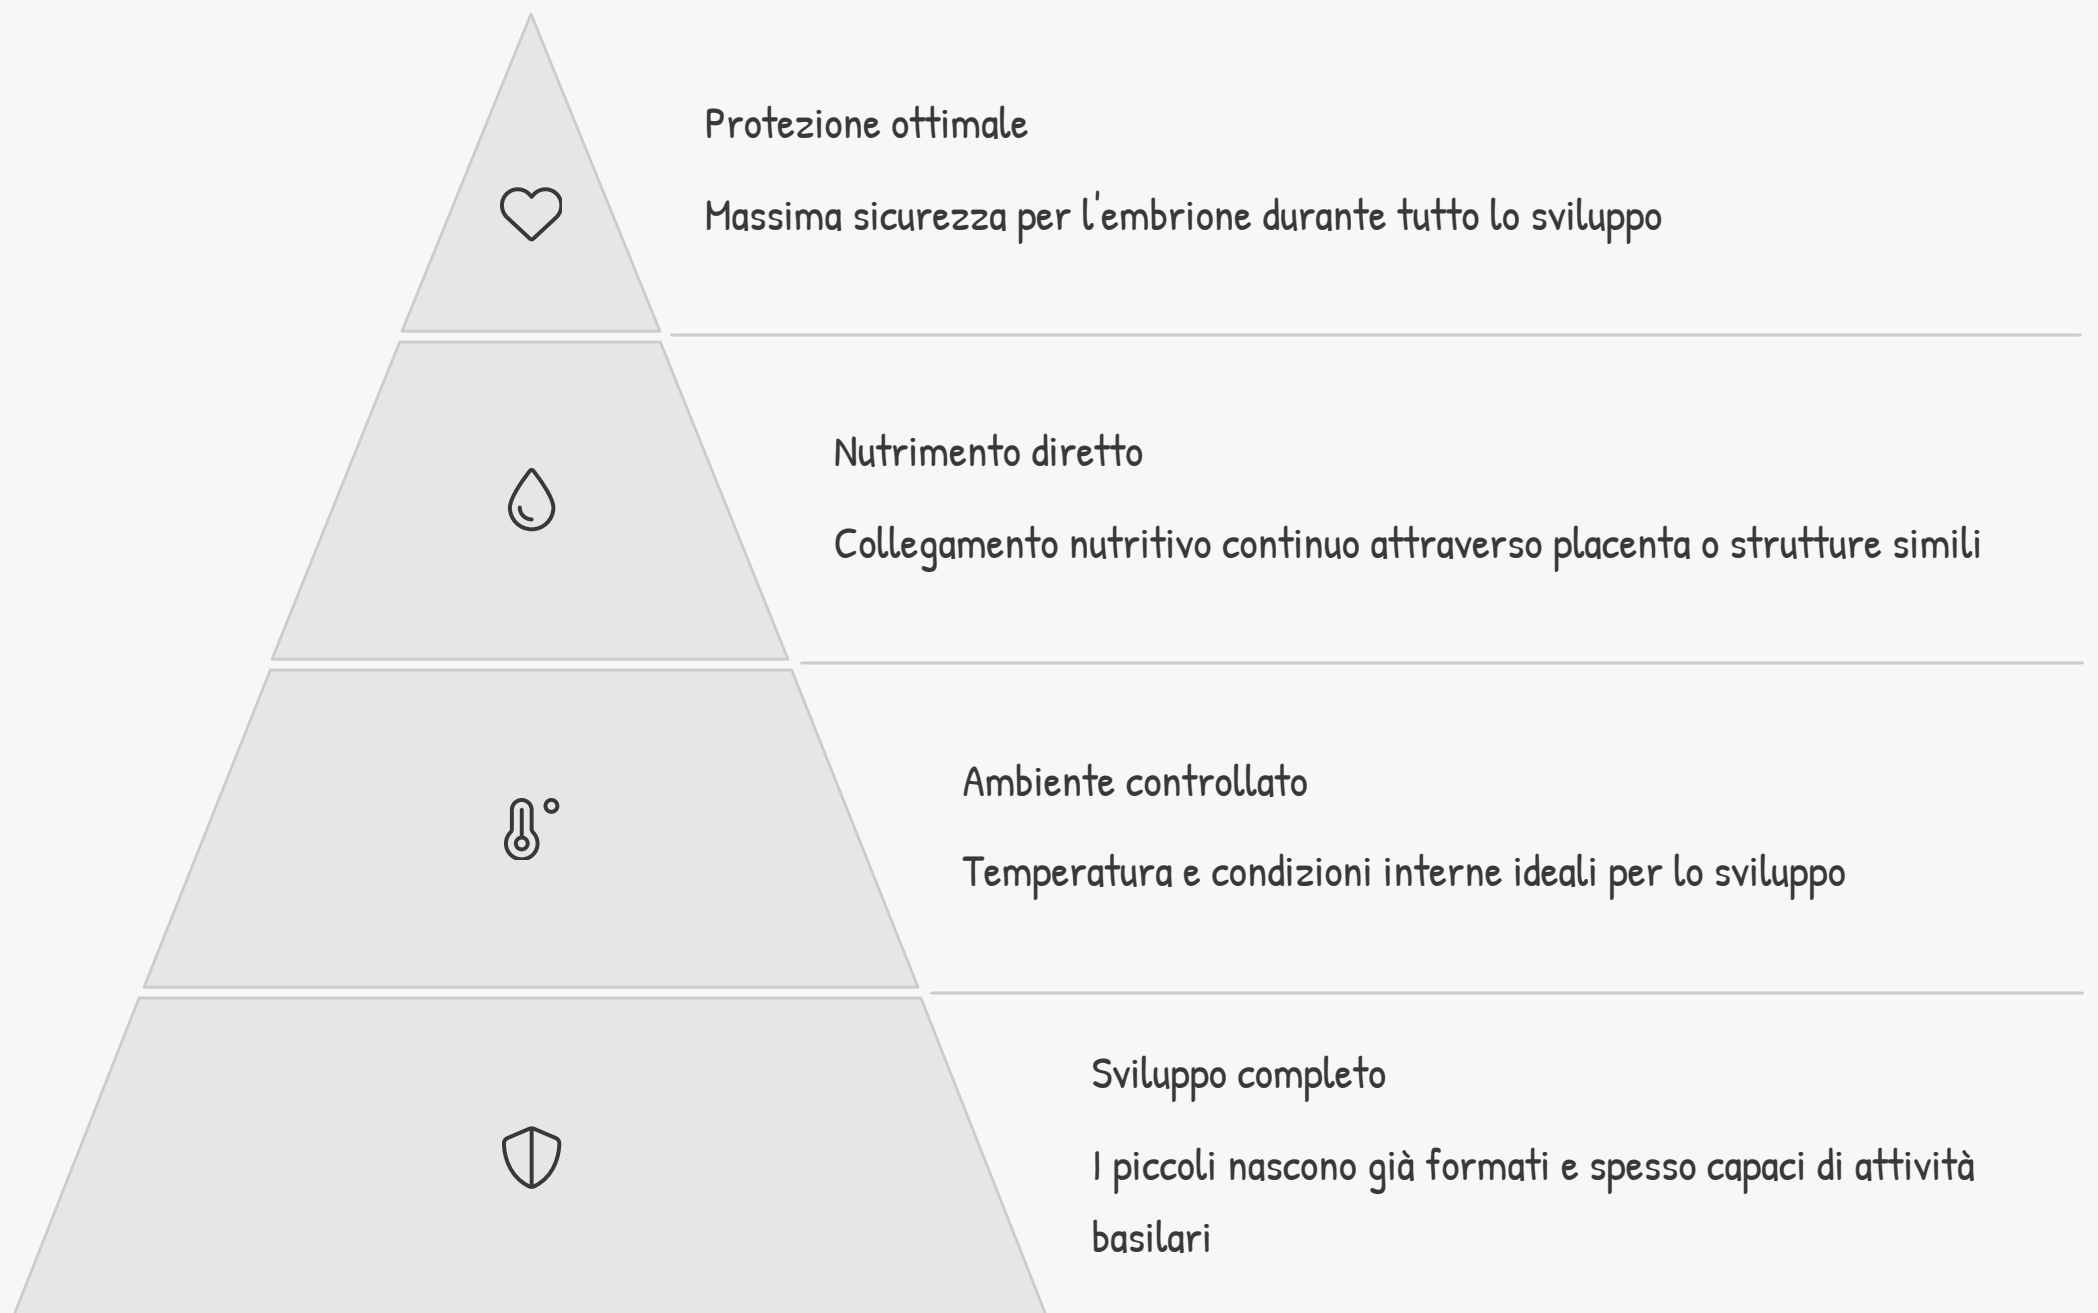 Protezione ottimale
Massima sicurezza per l'embrione durante tutto lo sviluppo
Nutrimento diretto
Collegamento nutritivo continuo attraverso placenta o strutture simili
Ambiente controllato
Temperatura e condizioni interne ideali per lo sviluppo
Sviluppo completo
I piccoli nascono già formati e spesso capaci di attività
basilari